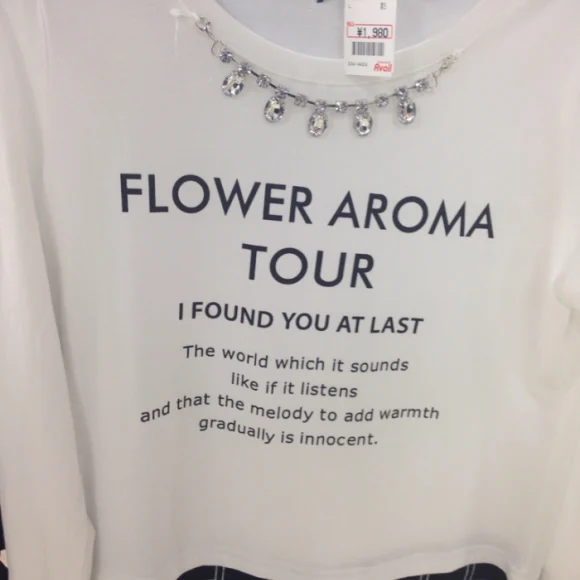 ¥1,980
Avail
FLOWER AROMA
TOUR
I FOUND YOU AT LAST
The world which it sounds
like if it listens
and that the melody to add warmth
gradually is innocent.